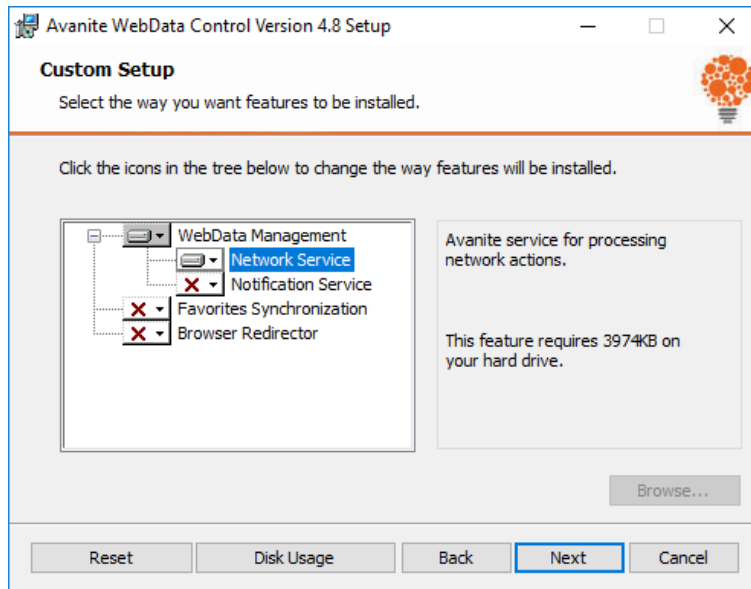 Avanite WebData Control Version 4.8 Setup
Custom Setup
Select the way you want features to be installed.
Click the icons in the tree below to change the way features will be installed.
WebData Management
Network Service
Notification Service
Favorites Synchronization
Browser Redirector
Avanite service for processing
network actions.
This feature requires 3974KB on
your hard drive.
Browse...
Reset
Disk Usage
Back
Next
Cancel